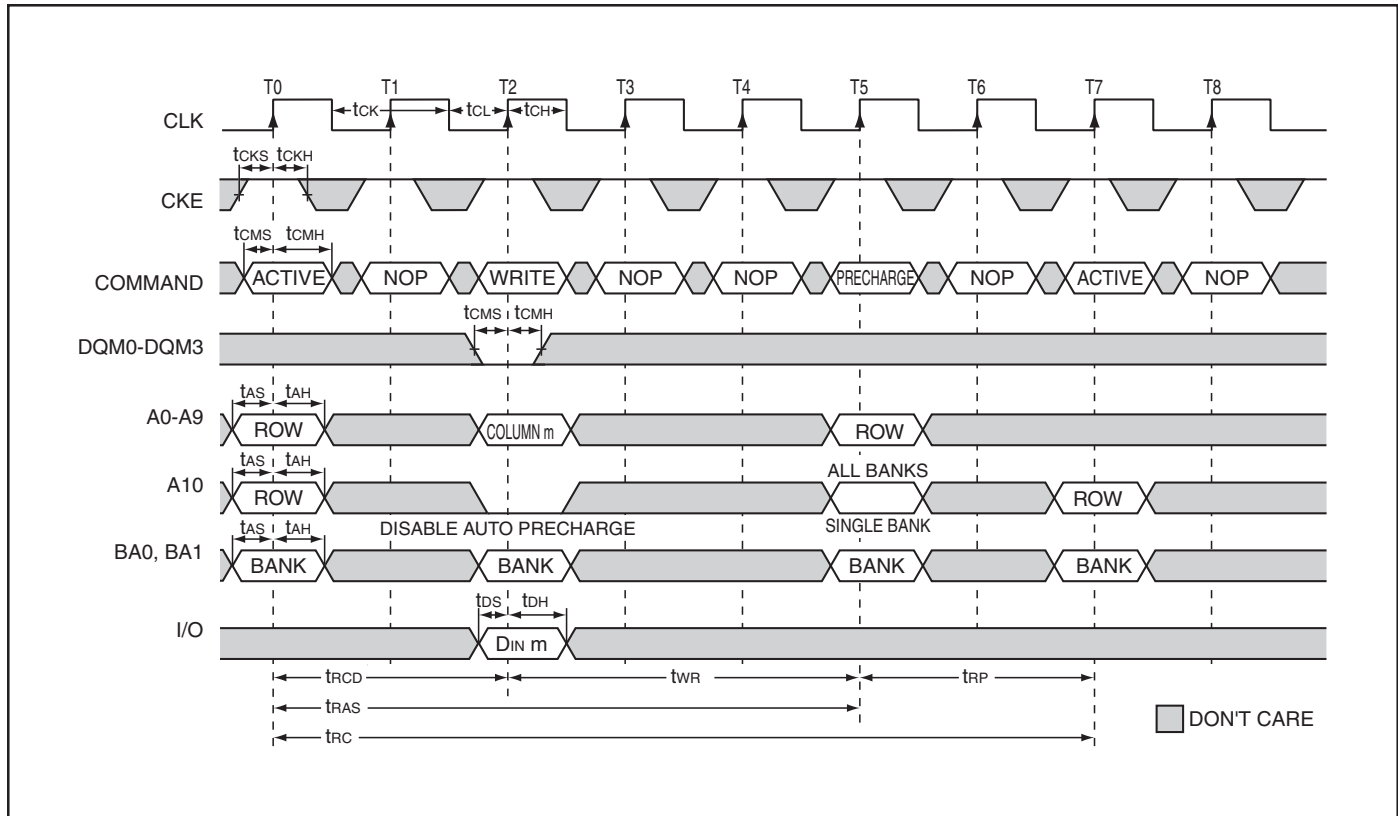 T0 T1 T2 T3 T4 T5 T6 T7 T8
tCK tCL tCH
CLK
tCKS tCKH
CKE
tCMS tCMH
COMMAND ACTIVE NOP WRITE NOP NOP PRECHARGE NOP ACTIVE NOP
tCMS tCMH
DQM0-DQM3
tAS tAH
A0-A9 ROW COLUMN m ROW
tAS tAH ALL BANKS
A10 ROW ROW
DISABLE AUTO PRECHARGE SINGLE BANK
tAS tAH
BA0, BA1 BANK BANK BANK BANK
tDS tDH
I/O DIN m
tRCD tWR tRP
tRAS
DON'T CARE
tRC